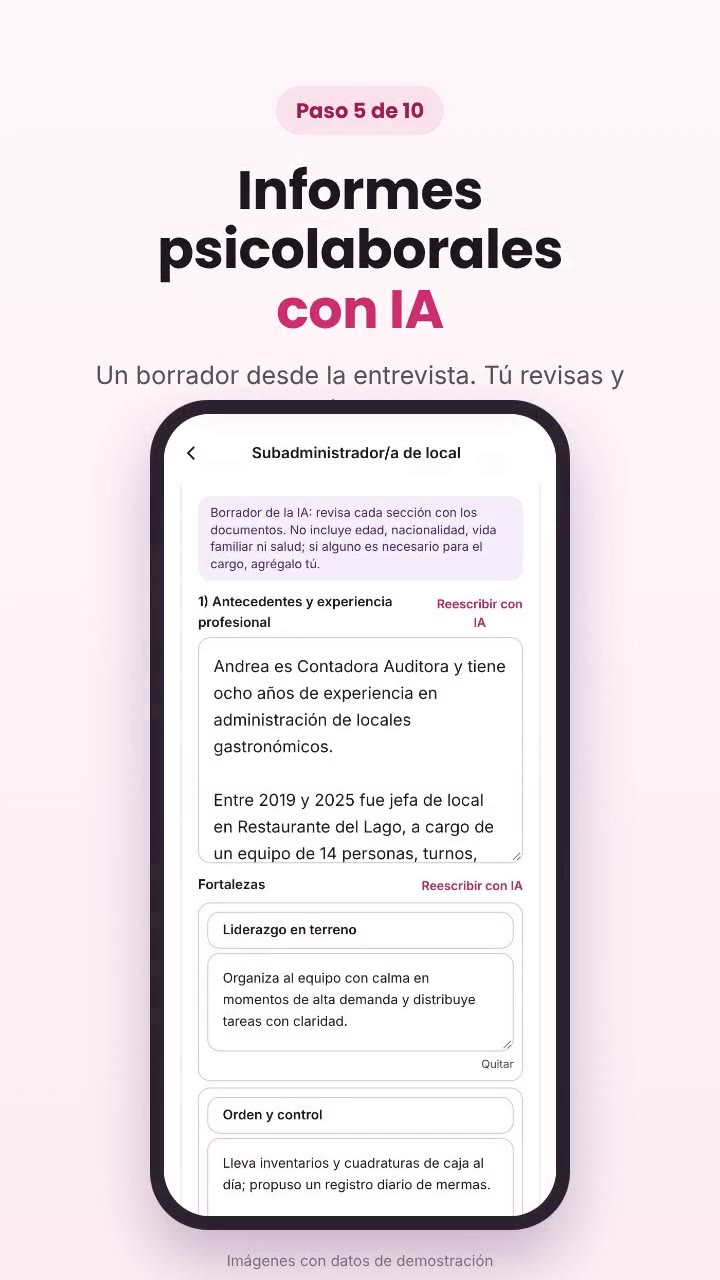 Paso 5 de 10
Informes
psicolaborales
con IA
Un borrador desde la entrevista. Tú revisas y
Subadministrador/a de local
Borrador de la IA: revisa cada sección con los
documentos. No incluye edad, nacionalidad, vida
familiar ni salud; si alguno es necesario para el
cargo, agrégalo tú.
1) Antecedentes y experiencia
profesional
Reescribir con
IA
Andrea es Contadora Auditora y tiene
ocho años de experiencia en
administración de locales
gastronómicos.
Entre 2019 y 2025 fue jefa de local
en Restaurante del Lago, a cargo de
un equipo de 14 personas, turnos,
Fortalezas
Reescribir con IA
Liderazgo en terreno
Organiza al equipo con calma en
momentos de alta demanda y distribuye
tareas con claridad.
Quitar
Orden y control
Lleva inventarios y cuadraturas de caja al
día; propuso un registro diario de mermas.
Imágenes con datos de demostración